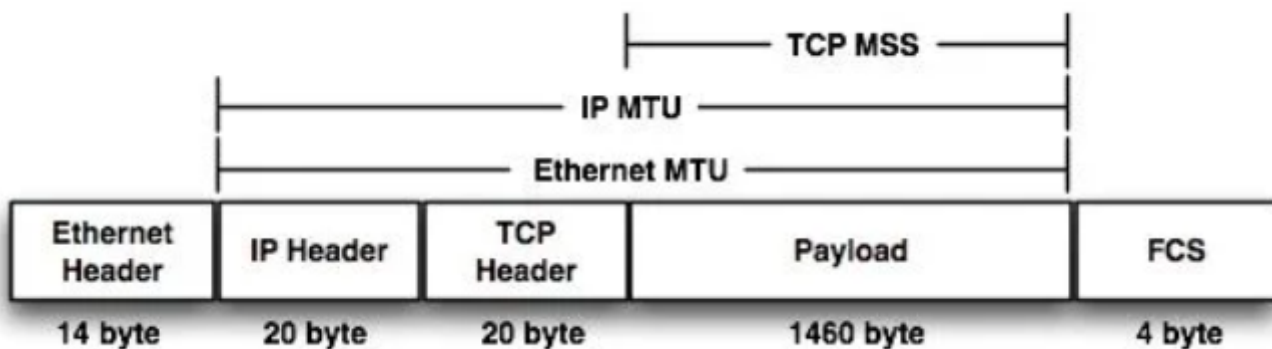 TCP MSS
IP MTU
Ethernet MTU
Ethernet
Header
IP Header
TCP
Header
Payload
FCS
14 byte
20 byte
20 byte
1460 byte
4 byte